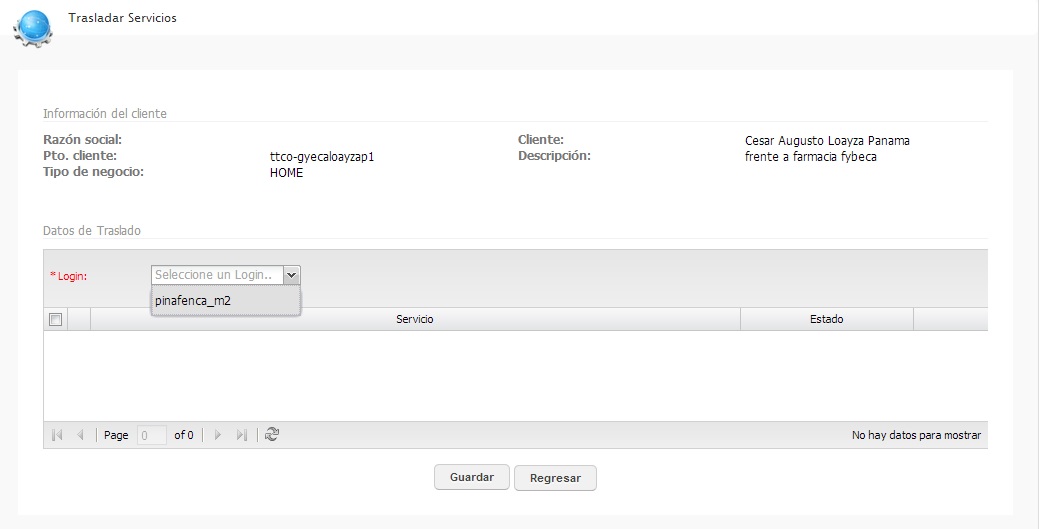 Trasladar Servicios
Información del cliente
Razón social:
Cliente: Cesar Augusto Loayza Panama
Pto. cliente: ttco-gyecaloayzap1
Descripción: frente a farmacia fybeca
Tipo de negocio: HOME
Datos de Traslado
* Login: Seleccione un Login..
pinafenca_m2
Servicio Estado
Page 0 of 0 No hay datos para mostrar
Guardar Regresar